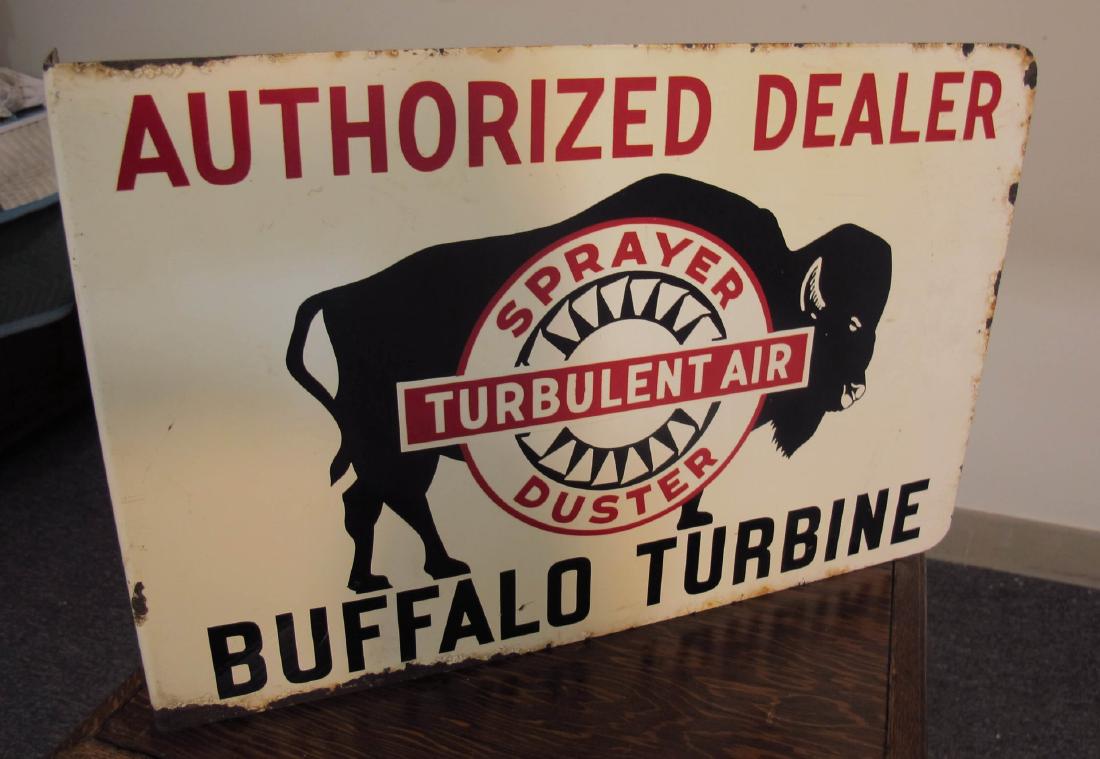 AUTHORIZED DEALER
SPRAYER
TURBULENT AIR
DUSTER
BUFFALO TURBINE